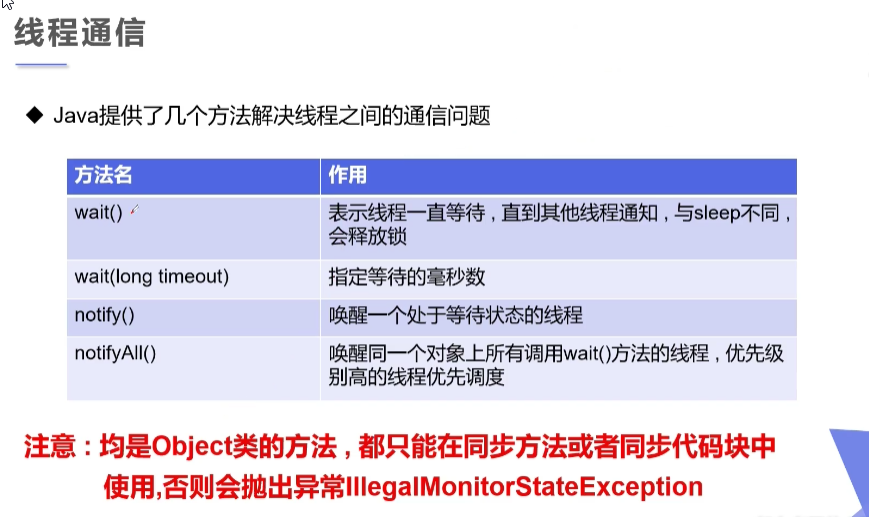 线程通信
◆ Java提供了几个方法解决线程之间的通信问题
方法名 作用
wait() 表示线程一直等待,直到其他线程通知,与sleep不同,
会释放锁
wait(long timeout) 指定等待的毫秒数
notify() 唤醒一个处于等待状态的线程
notifyAll() 唤醒同一个对象上所有调用wait()方法的线程,优先级
别高的线程优先调度
注意:均是Object类的方法,都只能在同步方法或者同步代码块中
使用,否则会抛出异常IllegalMonitorStateException